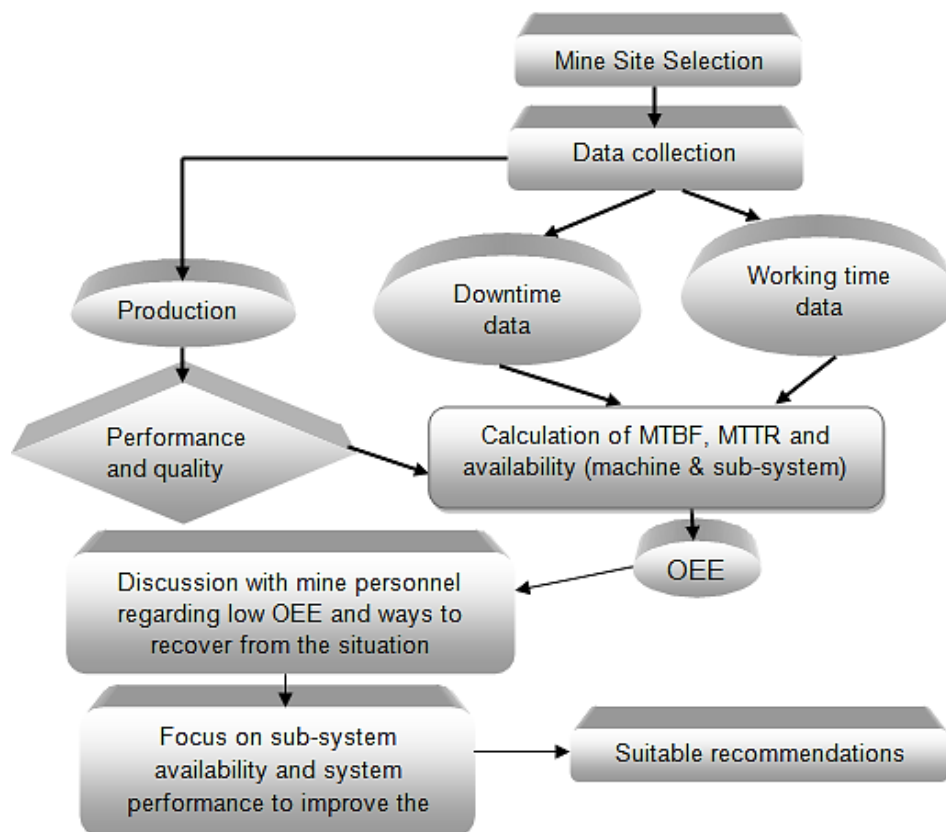 Mine Site Selection
Data collection
Production
Downtime
data
Working time
data
Performance
and quality
Calculation of MTBF, MTTR and
availability (machine & sub-system)
OEE
Discussion with mine personnel
regarding low OEE and ways to
recover from the situation
Focus on sub-system
availability and system
performance to improve the
Suitable recommendations